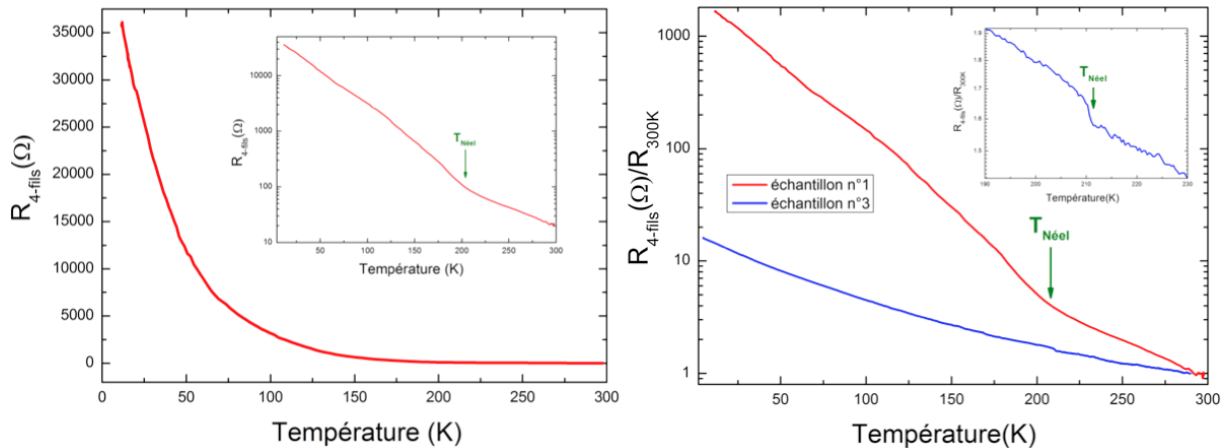 R4-fils(Ω)
35000
30000
25000
20000
15000
10000
5000
0
0 50 100 150 200 250 300
Température (K)
R4-fils(Ω)
10000
1000
100
10
50 100 150 200 250 300
Température (K)
TNéel
R4-fils(Ω)/R300K
1000
100
10
1
50 100 150 200 250 300
Température(K)
échantillon n°1
échantillon n°3
TNéel
R4-fils(Ω)/R300K
1.9
1.8
1.7
1.6
1.5
190 200 210 220 230
Température(K)
TNéel